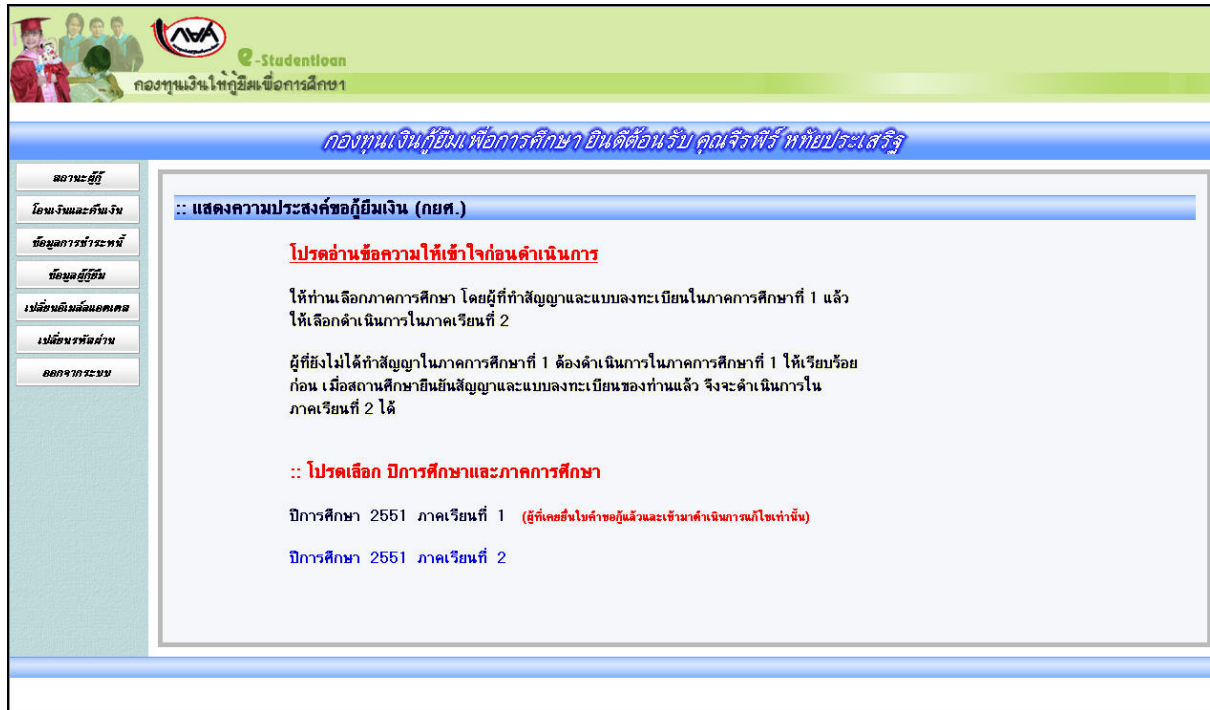 กยศ
e-Studentloan
กองทุนเงินให้กู้ยืมเพื่อการศึกษา
กองทุนเงินกู้ยืมเพื่อการศึกษา ยินดีต้อนรับ คุณจีรพีร์ หทัยประเสริฐ
สถานะผู้กู้
โอนเงินและคืนเงิน
ข้อมูลการชำระหนี้
ข้อมูลผู้กู้ยืม
เปลี่ยนอีเมล์แอดเดส
เปลี่ยนรหัสผ่าน
ออกจากระบบ
:: แสดงความประสงค์ขอกู้ยืมเงิน (กยศ.)
โปรดอ่านข้อความให้เข้าใจก่อนดำเนินการ
ให้ท่านเลือกภาคการศึกษา โดยผู้ที่ทำสัญญาและแบบลงทะเบียนในภาคการศึกษาที่ 1 แล้ว
ให้เลือกดำเนินการในภาคเรียนที่ 2
ผู้ที่ยังไม่ได้ทำสัญญาในภาคการศึกษาที่ 1 ต้องดำเนินการในภาคการศึกษาที่ 1 ให้เรียบร้อย
ก่อน เมื่อสถานศึกษายืนยันสัญญาและแบบลงทะเบียนของท่านแล้ว จึงจะดำเนินการใน
ภาคเรียนที่ 2 ได้
:: โปรดเลือก ปีการศึกษาและภาคการศึกษา
ปีการศึกษา 2551 ภาคเรียนที่ 1 (ผู้ที่เคยยื่นใบคำขอกู้แล้วและเข้ามาดำเนินการแก้ไขเท่านั้น)
ปีการศึกษา 2551 ภาคเรียนที่ 2